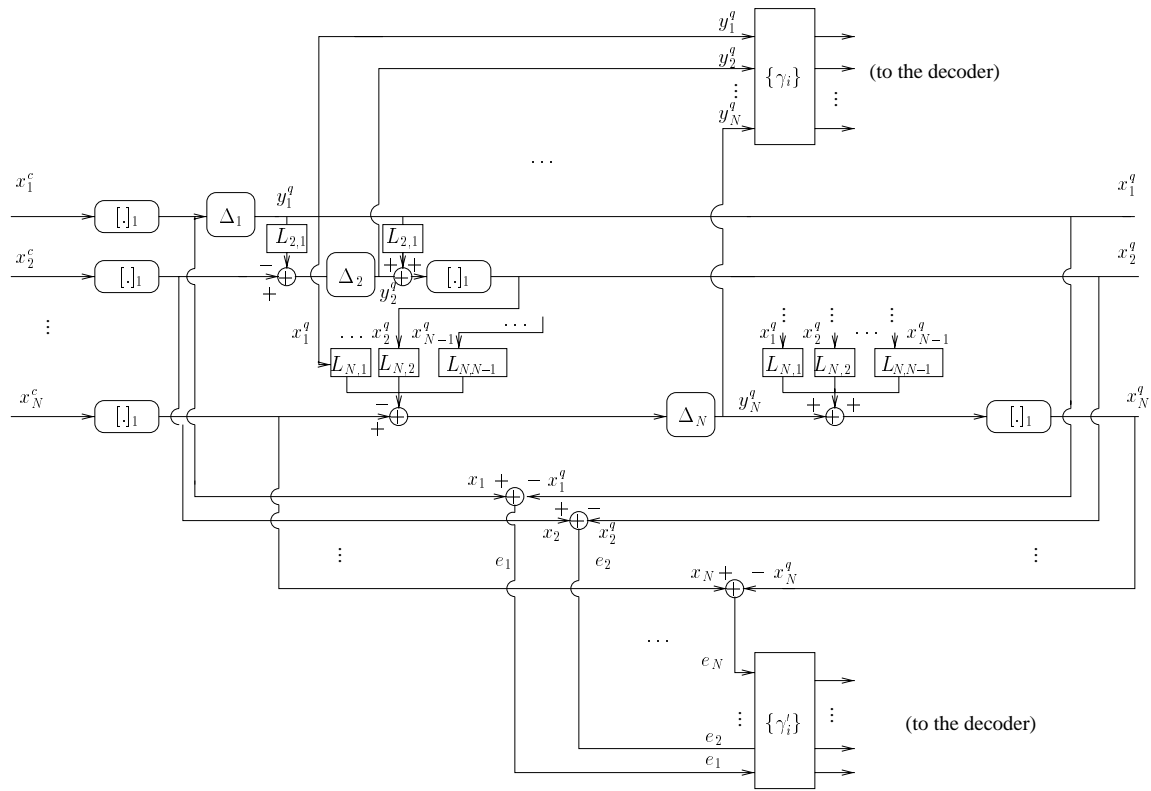 y_1^q
y_2^q
⋮
y_N^q
{γ_i}
⋮
(to the decoder)
...
x_1^c
[.]_1
Δ_1
y_1^q
x_1^q
L_{2,1}
L_{2,1}
x_2^c
[.]_1
−
+
Δ_2
y_2^q
+
+
[.]_1
x_2^q
⋮
x_1^q
... x_2^q
x_{N−1}^q
...
L_{N,1}
L_{N,2}
L_{N,N−1}
⋮ ⋮ ⋮
x_1^q
x_2^q
...
x_{N−1}^q
L_{N,1}
L_{N,2}
L_{N,N−1}
x_N^c
[.]_1
−
+
Δ_N
y_N^q
+
+
[.]_1
x_N^q
x_1 + − x_1^q
+ −
x_2 x_2^q
⋮
e_1
e_2
⋮
x_N + − x_N^q
...
e_N
⋮
e_2
e_1
{γ'_i}
⋮
(to the decoder)